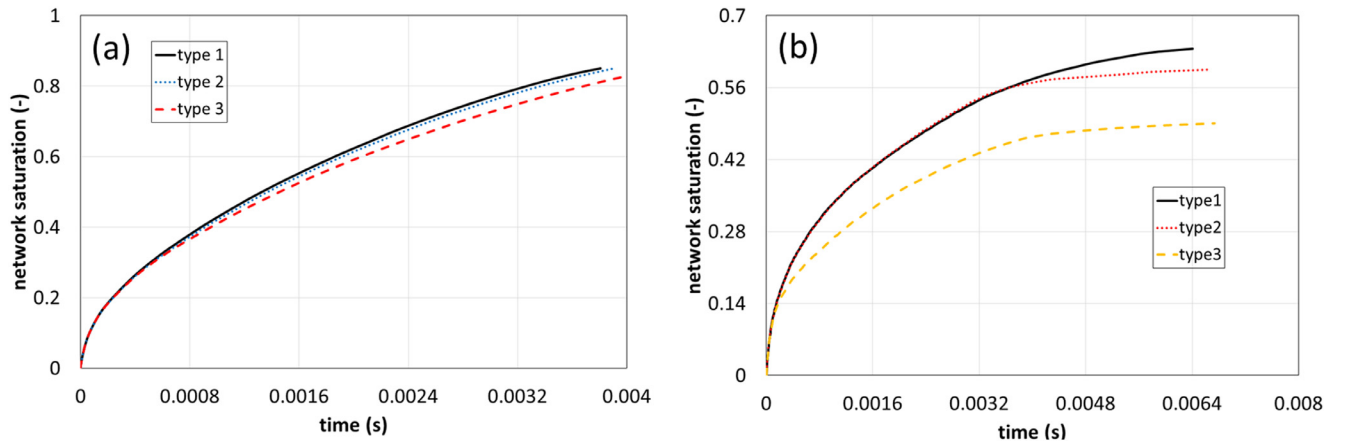 (a)
network saturation (-)
1
0.8
0.6
0.4
0.2
0
type 1
type 2
type 3
0
0.0008
0.0016
0.0024
0.0032
0.004
time (s)
(b)
network saturation (-)
0.7
0.56
0.42
0.28
0.14
0
type1
type2
type3
0
0.0016
0.0032
0.0048
0.0064
0.008
time (s)